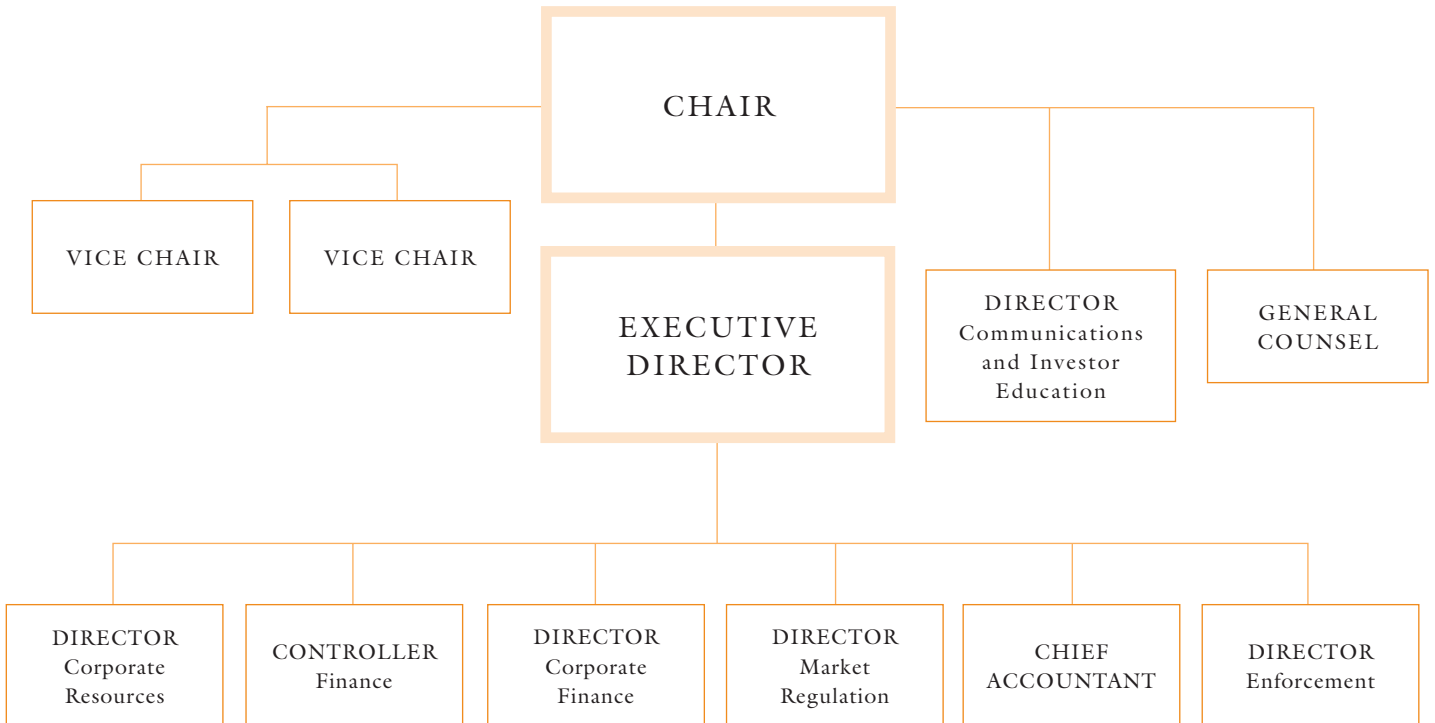 CHAIR
VICE CHAIR
VICE CHAIR
EXECUTIVE
DIRECTOR
DIRECTOR
Communications
and Investor
Education
GENERAL
COUNSEL
DIRECTOR
Corporate
Resources
CONTROLLER
Finance
DIRECTOR
Corporate
Finance
DIRECTOR
Market
Regulation
CHIEF
ACCOUNTANT
DIRECTOR
Enforcement